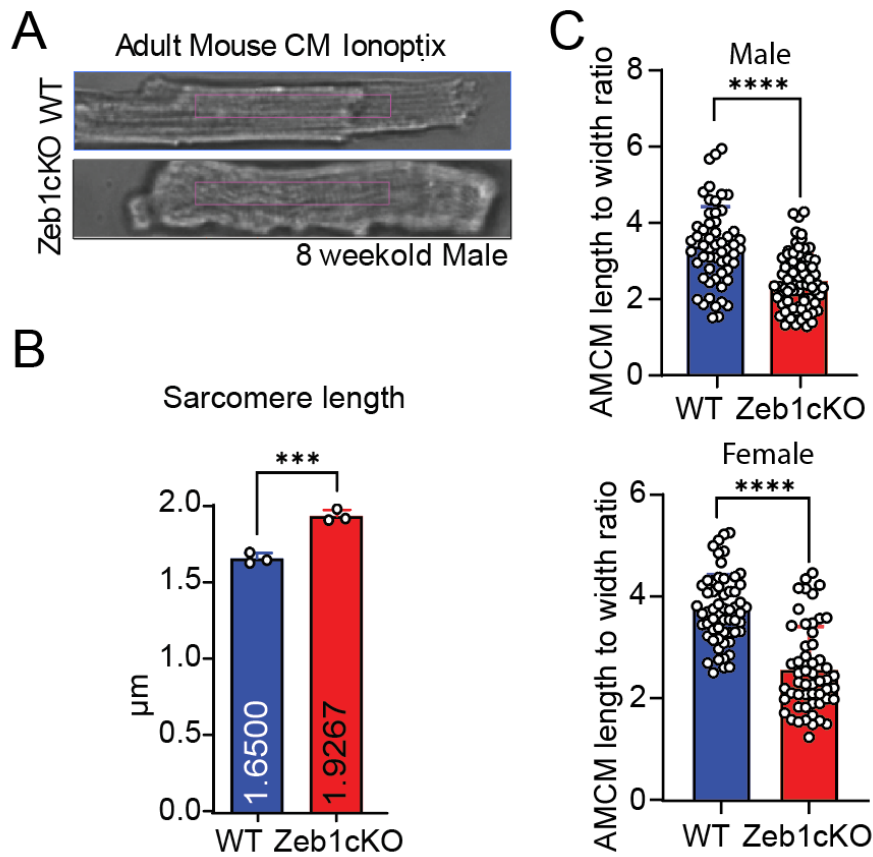 A
Adult Mouse CM Ionoptix
WT
Zeb1cKO
8 weekold Male
B
Sarcomere length
***
2.0
1.5
1.0
0.5
0.0
µm
1.6500
1.9267
WT Zeb1cKO
C
Male
****
AMCM length to width ratio
8
6
4
2
0
WT Zeb1cKO
Female
****
AMCM length to width ratio
6
4
2
0
WT Zeb1cKO